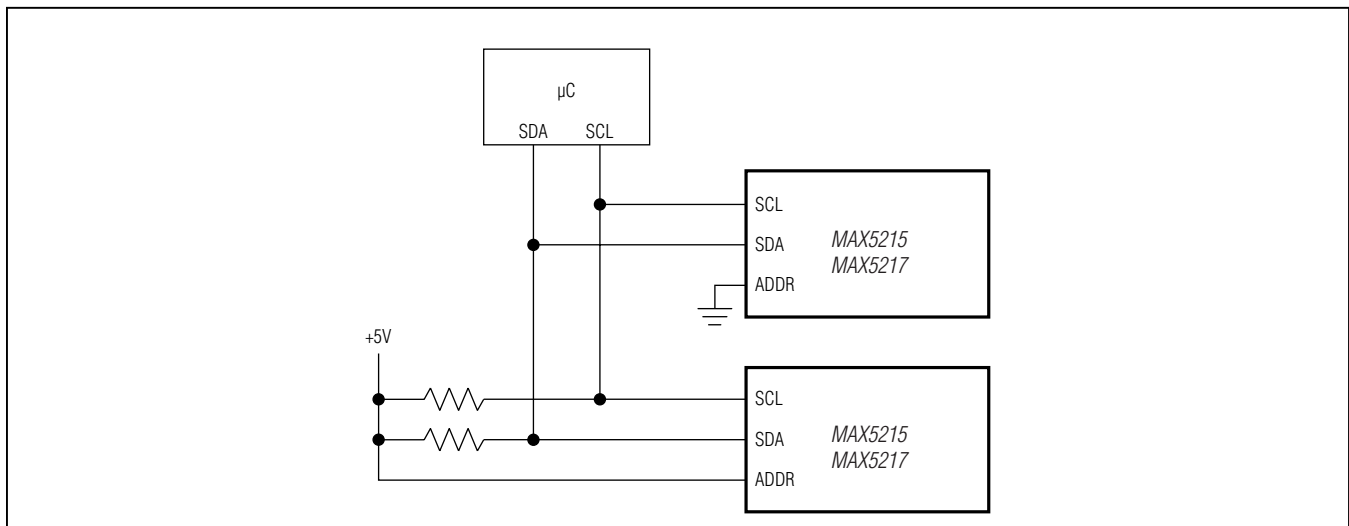 µC
SDA SCL
SCL
SDA
ADDR
MAX5215
MAX5217
+5V
SCL
SDA
ADDR
MAX5215
MAX5217